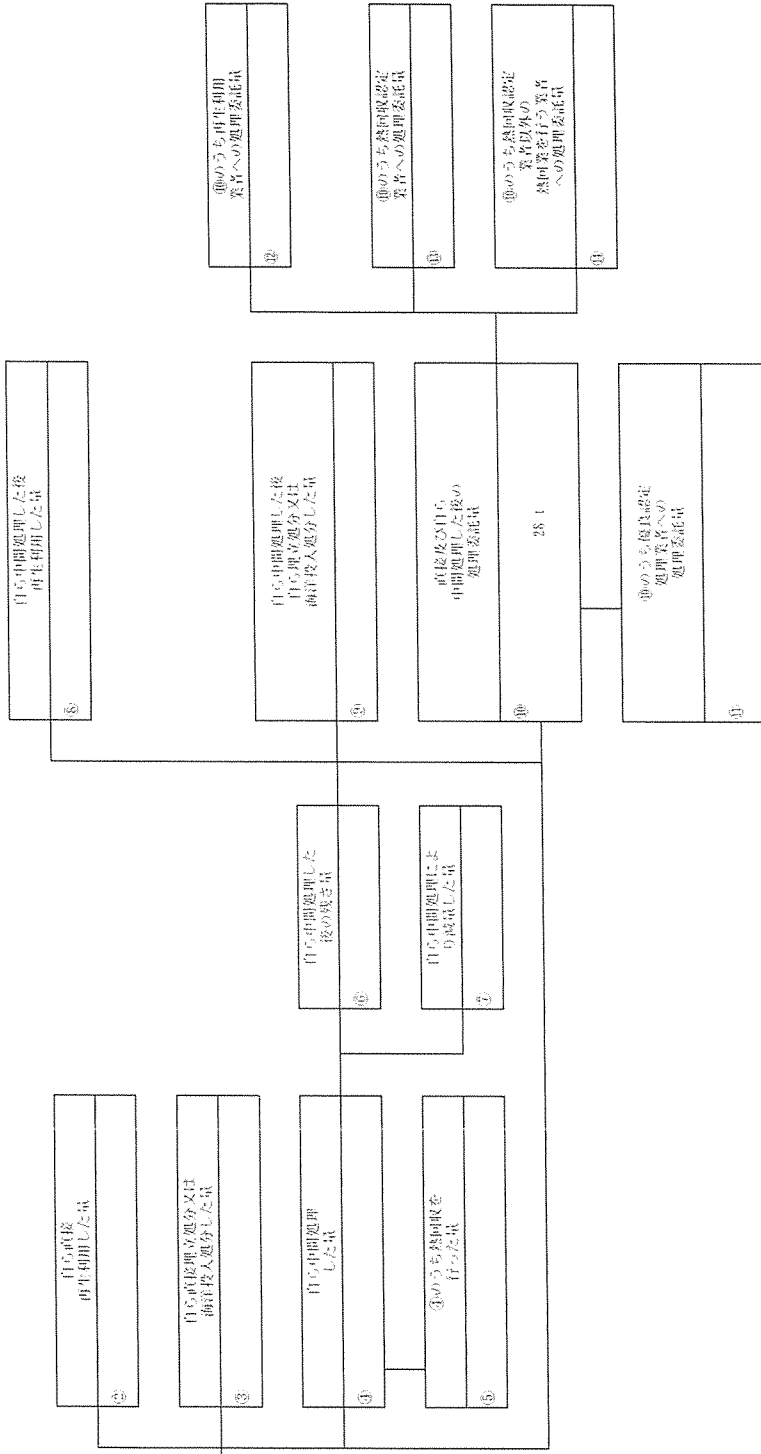 自ら直接
再生利用した量
②
自ら直接埋立処分又は
海洋投入処分した量
③
自ら中間処理
した量
④
④のうち熱回収を
行った量
⑤
自ら中間処理した
後の残さ量
⑥
自ら中間処理によ
り減量した量
⑦
自ら中間処理した後
再生利用した量
⑧
自ら中間処理した後
自ら埋立処分又は
海洋投入処分した量
⑨
直接及び自ら
中間処理した後の
処理委託量
⑩
28 t
⑩のうち優良認定
処理業者への
処理委託量
⑪
⑩のうち再生利用
業者への処理委託量
⑫
⑩のうち熱回収認定
業者への処理委託量
⑬
⑩のうち熱回収認定
業者以外の
熱回業を行う業者
への処理委託量
⑭